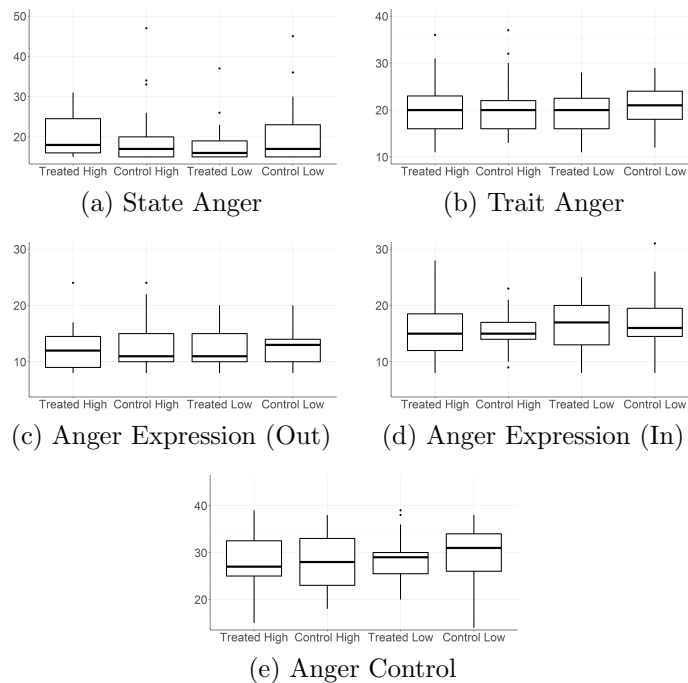 50
40
30
20
Treated High Control High Treated Low Control Low
(a) State Anger
40
30
20
10
Treated High Control High Treated Low Control Low
(b) Trait Anger
30
20
10
Treated High Control High Treated Low Control Low
(c) Anger Expression (Out)
30
20
10
Treated High Control High Treated Low Control Low
(d) Anger Expression (In)
40
30
20
Treated High Control High Treated Low Control Low
(e) Anger Control